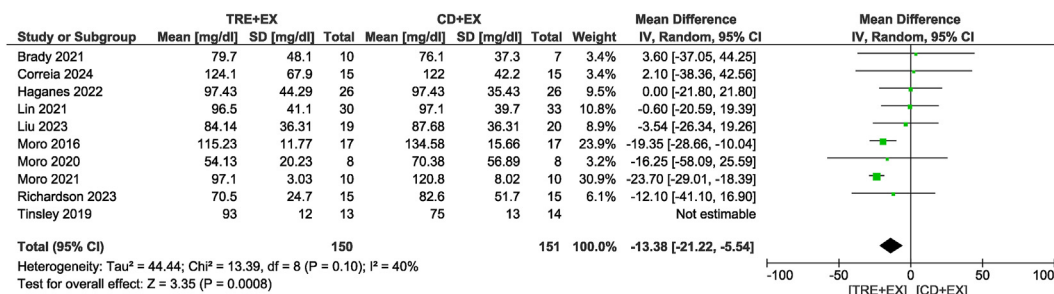 TRE+EX CD+EX Mean Difference Mean Difference
Study or Subgroup Mean [mg/dl] SD [mg/dl] Total Mean [mg/dl] SD [mg/dl] Total Weight IV, Random, 95% CI IV, Random, 95% CI
Brady 2021 79.7 48.1 10 76.1 37.3 7 3.4% 3.60 [-37.05, 44.25]
Correia 2024 124.1 67.9 15 122 42.2 15 3.4% 2.10 [-38.36, 42.56]
Haganes 2022 97.43 44.29 26 97.43 35.43 26 9.5% 0.00 [-21.80, 21.80]
Lin 2021 96.5 41.1 30 97.1 39.7 33 10.8% -0.60 [-20.59, 19.39]
Liu 2023 84.14 36.31 19 87.68 36.31 20 8.9% -3.54 [-26.34, 19.26]
Moro 2016 115.23 11.77 17 134.58 15.66 17 23.9% -19.35 [-28.66, -10.04]
Moro 2020 54.13 20.23 8 70.38 56.89 8 3.2% -16.25 [-58.09, 25.59]
Moro 2021 97.1 3.03 10 120.8 8.02 10 30.9% -23.70 [-29.01, -18.39]
Richardson 2023 70.5 24.7 15 82.6 51.7 15 6.1% -12.10 [-41.10, 16.90]
Tinsley 2019 93 12 13 75 13 14 Not estimable
Total (95% CI) 150 151 100.0% -13.38 [-21.22, -5.54]
Heterogeneity: Tau² = 44.44; Chi² = 13.39, df = 8 (P = 0.10); I² = 40%
Test for overall effect: Z = 3.35 (P = 0.0008)
-100 -50 0 50 100
[TRE+EX] [CD+EX]